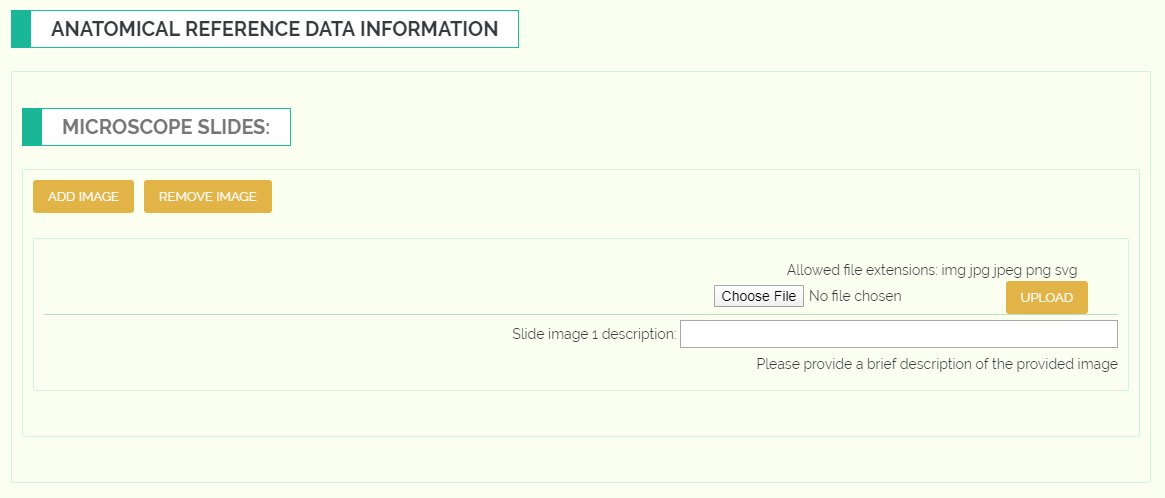 ANATOMICAL REFERENCE DATA INFORMATION
MICROSCOPE SLIDES:
ADD IMAGE REMOVE IMAGE
Allowed file extensions: img jpg jpeg png svg
Choose File No file chosen UPLOAD
Slide image 1 description:
Please provide a brief description of the provided image